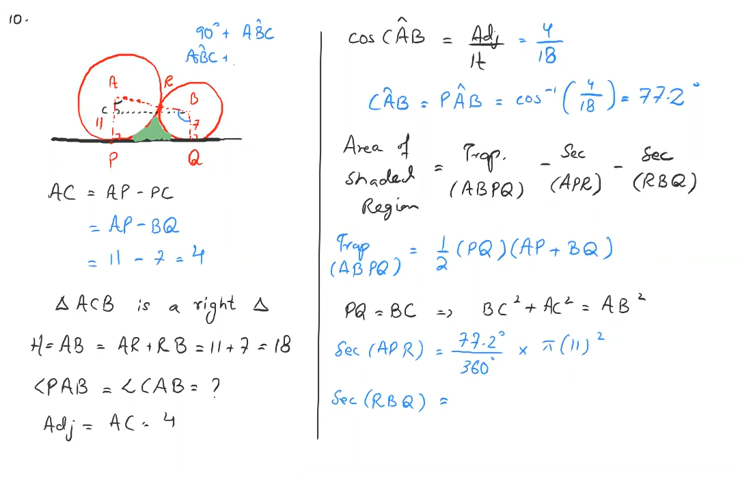 10.
90° + AB̂C
AB̂C +
A
R
C
B
11
7
P
Q
AC = AP - PC
= AP - BQ
= 11 - 7 = 4
△ ACB is a right △
H = AB = AR + RB = 11 + 7 = 18
<PAB = <CAB = ?
Adj = AC = 4
cos CÂB = Adj/H = 4/18
CÂB = PÂB = cos⁻¹(4/18) = 77.2°
Area of Shaded Region = Trap. (ABPQ) - Sec (APR) - Sec (RBQ)
Trap (ABPQ) = 1/2 (PQ)(AP + BQ)
PQ = BC => BC² + AC² = AB²
Sec (APR) = 77.2°/360° × π(11)²
Sec (RBQ) =